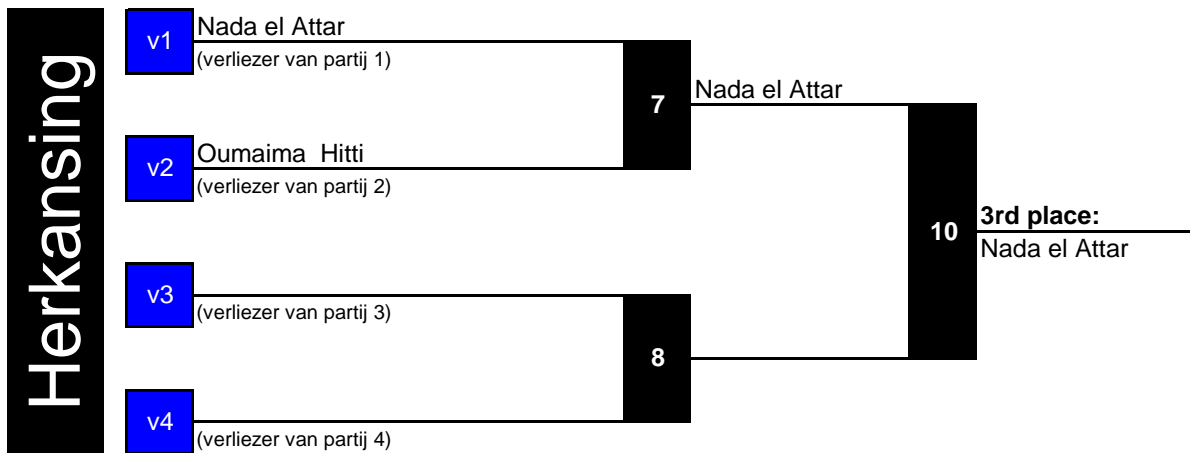 Herkansing
v1
Nada el Attar
(verliezer van partij 1)
7
Nada el Attar
v2
Oumaima  Hitti
(verliezer van partij 2)
10
3rd place:
Nada el Attar
v3
(verliezer van partij 3)
8
v4
(verliezer van partij 4)